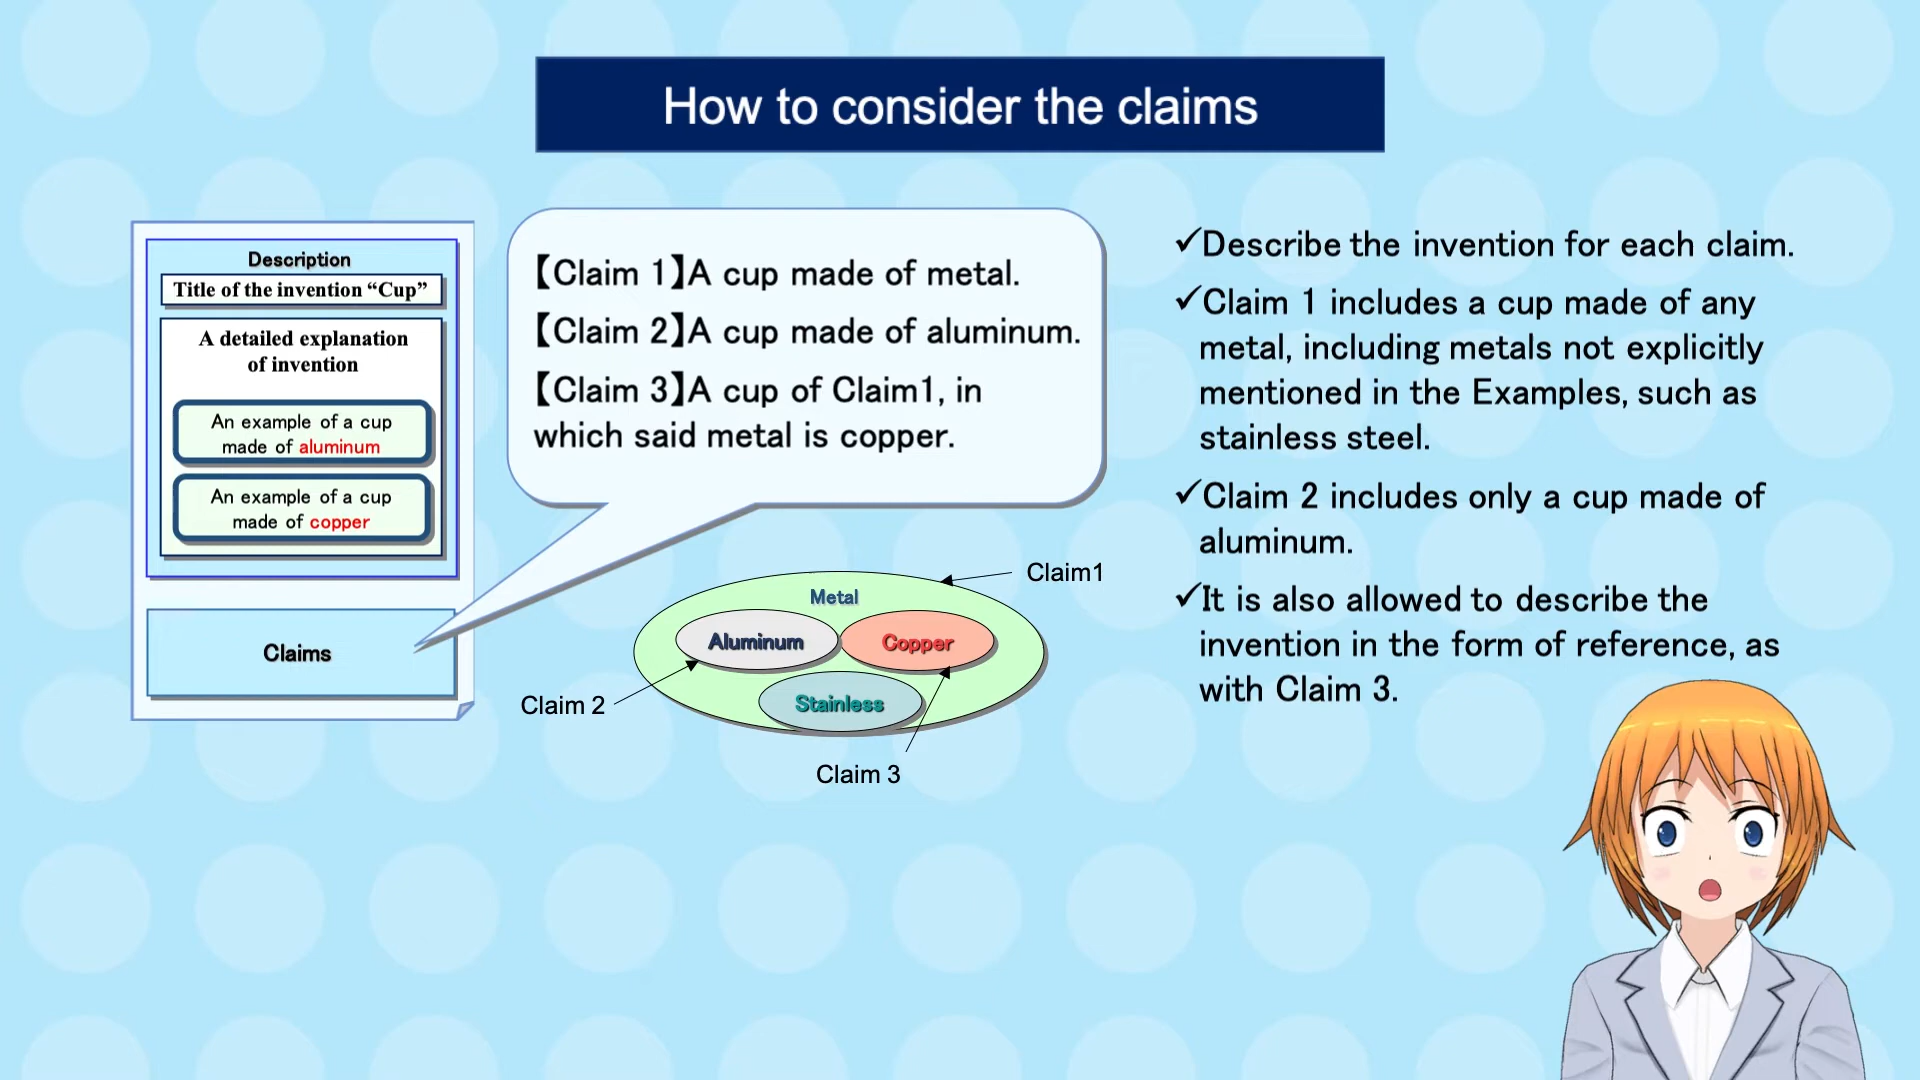 How to consider the claims
Description
Title of the invention “Cup”
A detailed explanation
of invention
An example of a cup
made of aluminum
An example of a cup
made of copper
Claims
【Claim 1】A cup made of metal.
【Claim 2】A cup made of aluminum.
【Claim 3】A cup of Claim1, in
which said metal is copper.
Claim1
Metal
Aluminum
Copper
Stainless
Claim 2
Claim 3
✓Describe the invention for each claim.
✓Claim 1 includes a cup made of any
metal, including metals not explicitly
mentioned in the Examples, such as
stainless steel.
✓Claim 2 includes only a cup made of
aluminum.
✓It is also allowed to describe the
invention in the form of reference, as
with Claim 3.